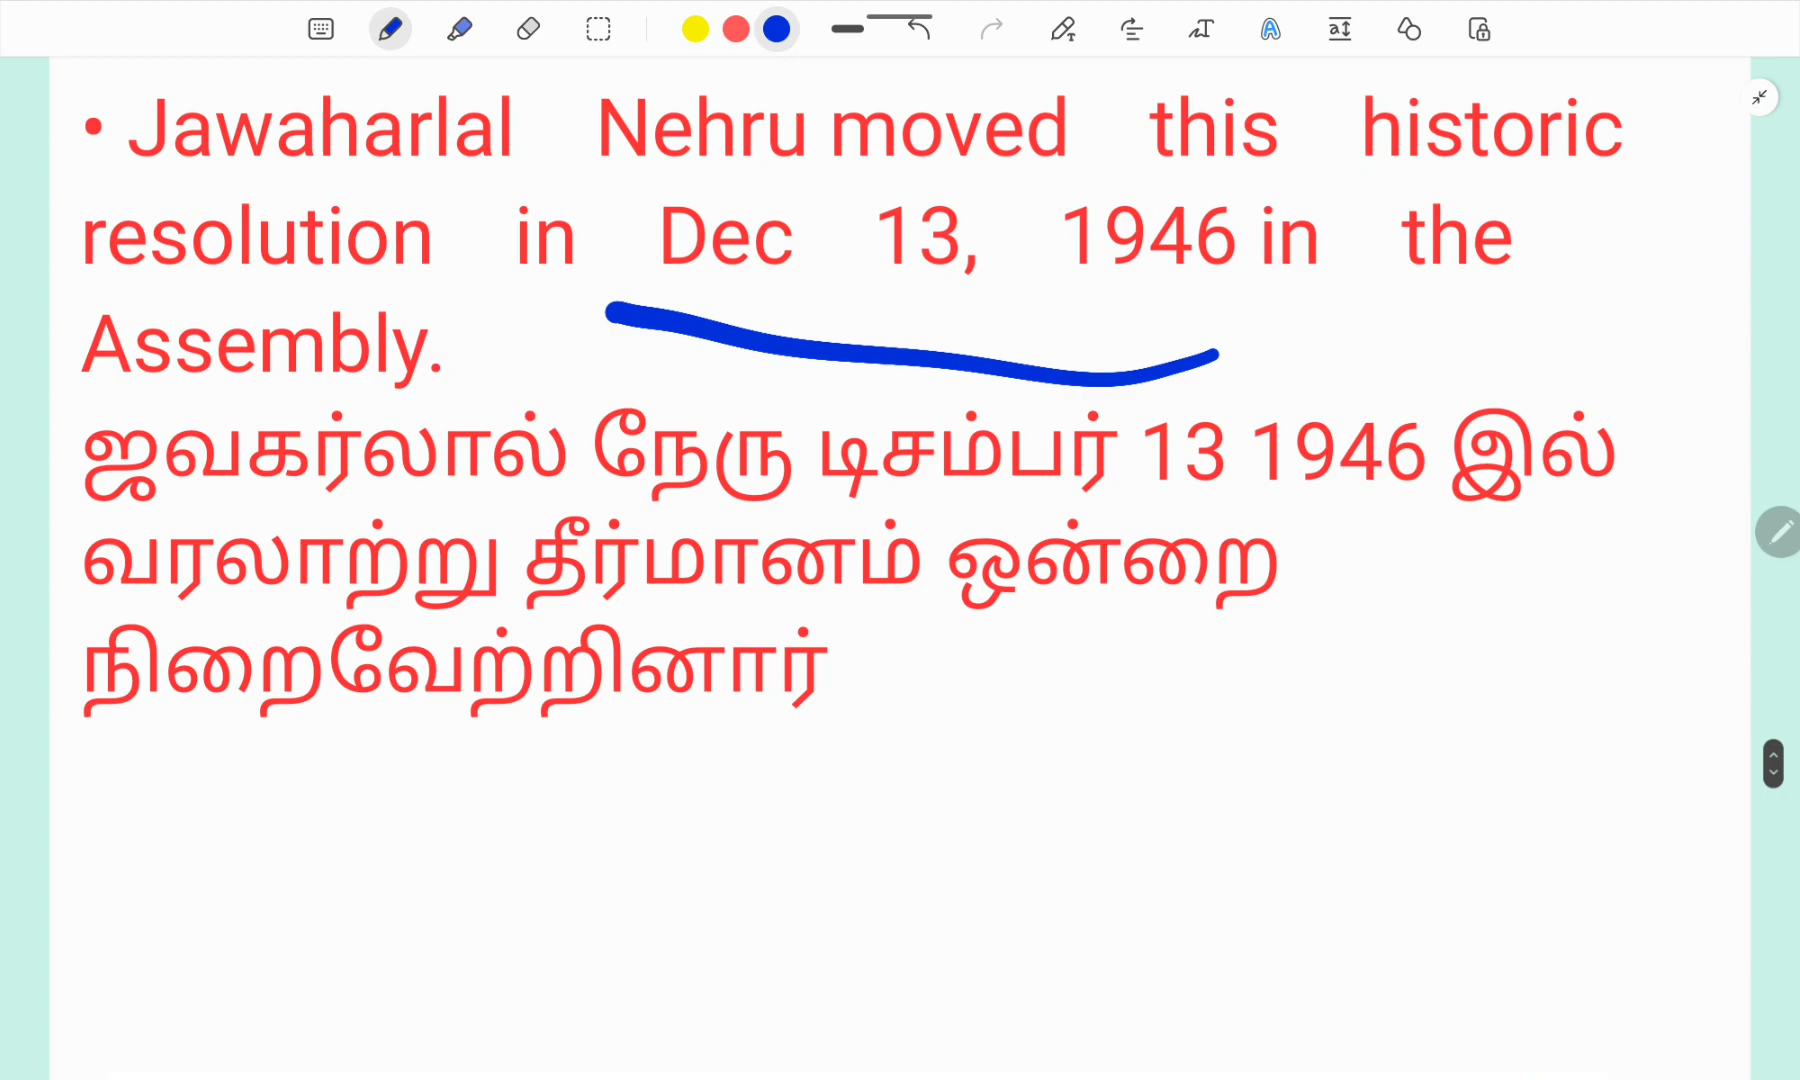 • Jawaharlal Nehru moved this historic
resolution in Dec 13, 1946 in the
Assembly.
ஜவகர்லால் நேரு டிசம்பர் 13 1946 இல்
வரலாற்று தீர்மானம் ஒன்றை
நிறைவேற்றினார்